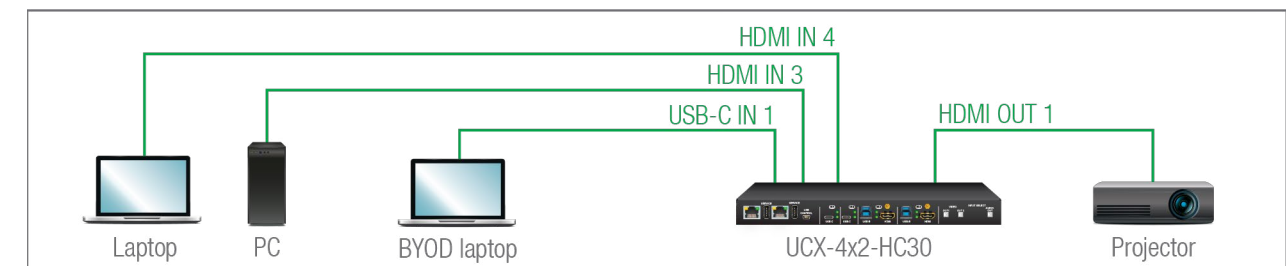 HDMI IN 4
HDMI IN 3
USB-C IN 1
HDMI OUT 1
Laptop
PC
BYOD laptop
UCX-4x2-HC30
Projector